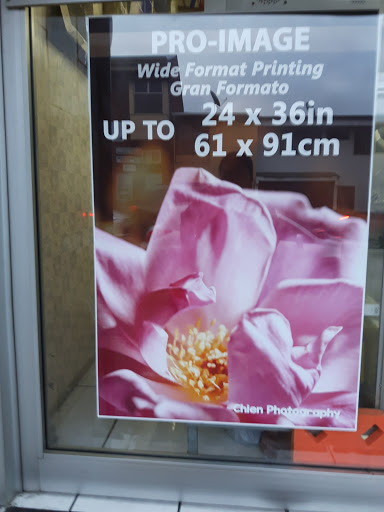 PRO-IMAGE
Wide Format Printing
Gran Formato
UP TO 24 x 36in
61 x 91cm
Chien Photography